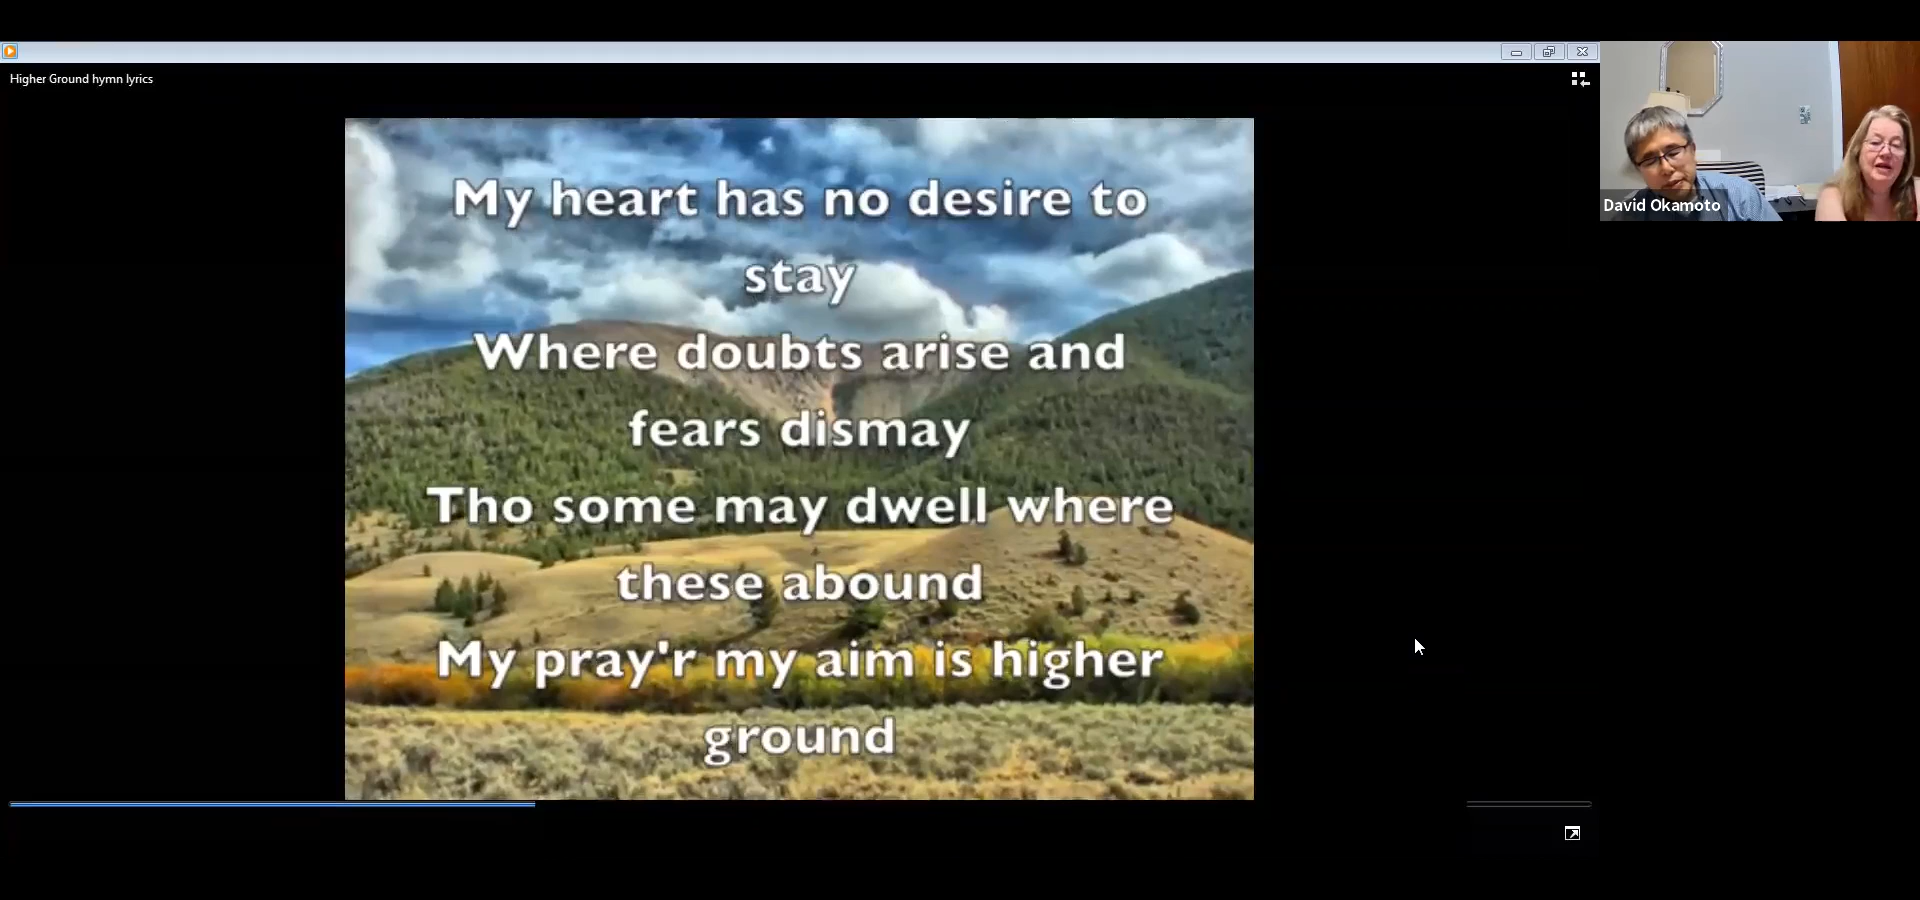 Higher Ground hymn lyrics
My heart has no desire to
stay
Where doubts arise and
fears dismay
Tho some may dwell where
these abound
My pray'r my aim is higher
ground
David Okamoto